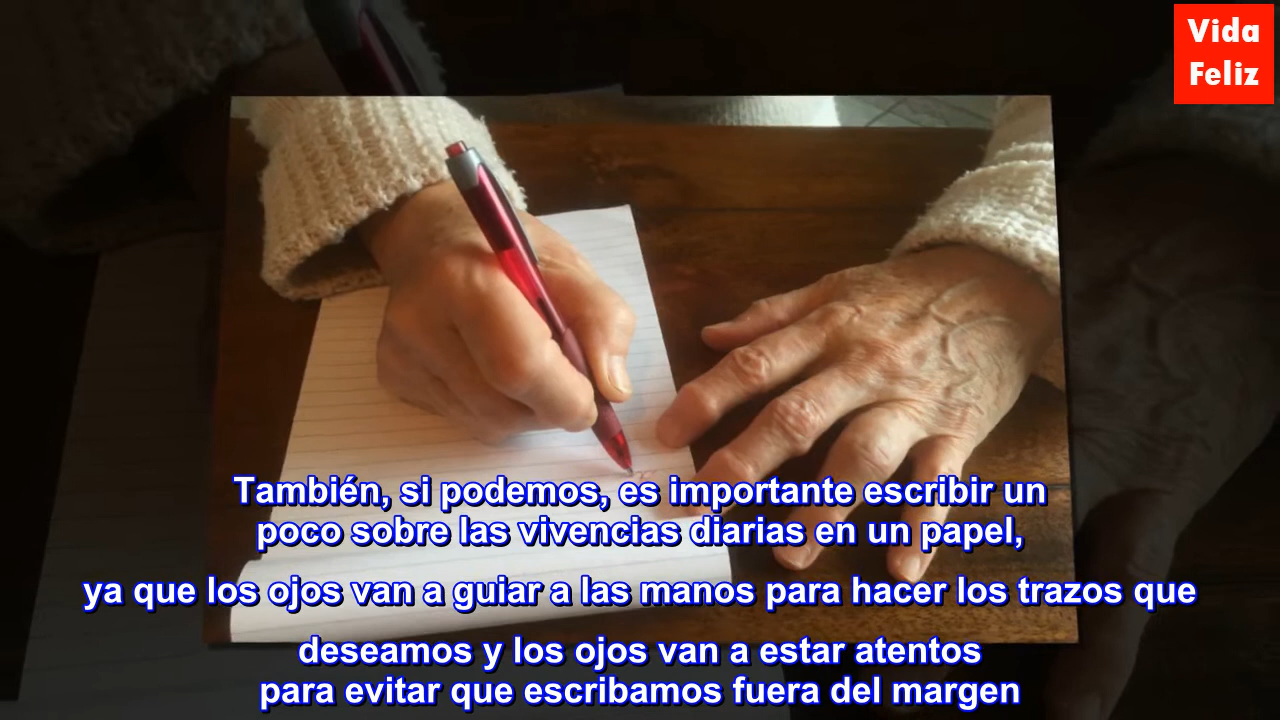 Vida
Feliz
También, si podemos, es importante escribir un
poco sobre las vivencias diarias en un papel,
ya que los ojos van a guiar a las manos para hacer los trazos que
deseamos y los ojos van a estar atentos
para evitar que escribamos fuera del margen